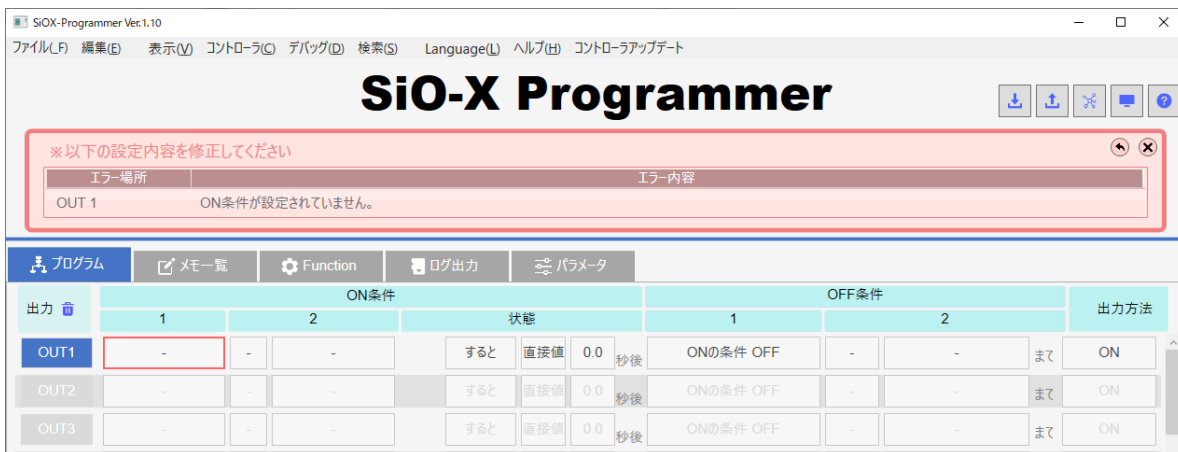 SiOX-Programmer Ver.1.10
ファイル(_F) 編集(E) 表示(V) コントローラ(C) デバッグ(D) 検索(S) Language(L) ヘルプ(H) コントローラアップデート
SiO-X Programmer
※以下の設定内容を修正してください
エラー場所 エラー内容
OUT 1 ON条件が設定されていません。
プログラム メモ一覧 Function ログ出力 パラメータ
出力 ON条件 OFF条件 出力方法
1 2 状態 1 2
OUT1 - - - すると 直接値 0.0 秒後 ONの条件 OFF - - まで ON
OUT2 - - - すると 直接値 0.0 秒後 ONの条件 OFF - - まで ON
OUT3 - - - すると 直接値 0.0 秒後 ONの条件 OFF - - まで ON